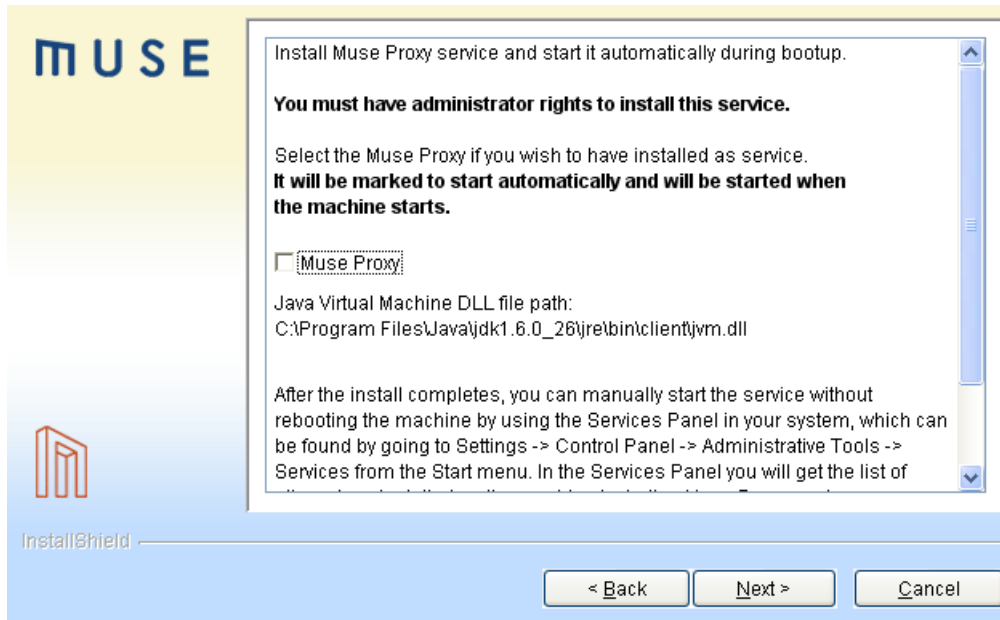 MUSE
Install Muse Proxy service and start it automatically during bootup.
You must have administrator rights to install this service.
Select the Muse Proxy if you wish to have installed as service.
It will be marked to start automatically and will be started when
the machine starts.
Muse Proxy
Java Virtual Machine DLL file path:
C:\Program Files\Java\jdk1.6.0_26\jre\bin\client\jvm.dll
After the install completes, you can manually start the service without
rebooting the machine by using the Services Panel in your system, which can
be found by going to Settings -> Control Panel -> Administrative Tools ->
Services from the Start menu. In the Services Panel you will get the list of
InstallShield
< Back
Next >
Cancel